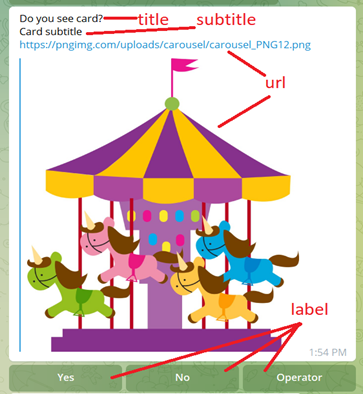 Do you see card? title subtitle
Card subtitle
https://pngimg.com/uploads/carousel/carousel_PNG12.png
url
label
1:54 PM
Yes No Operator